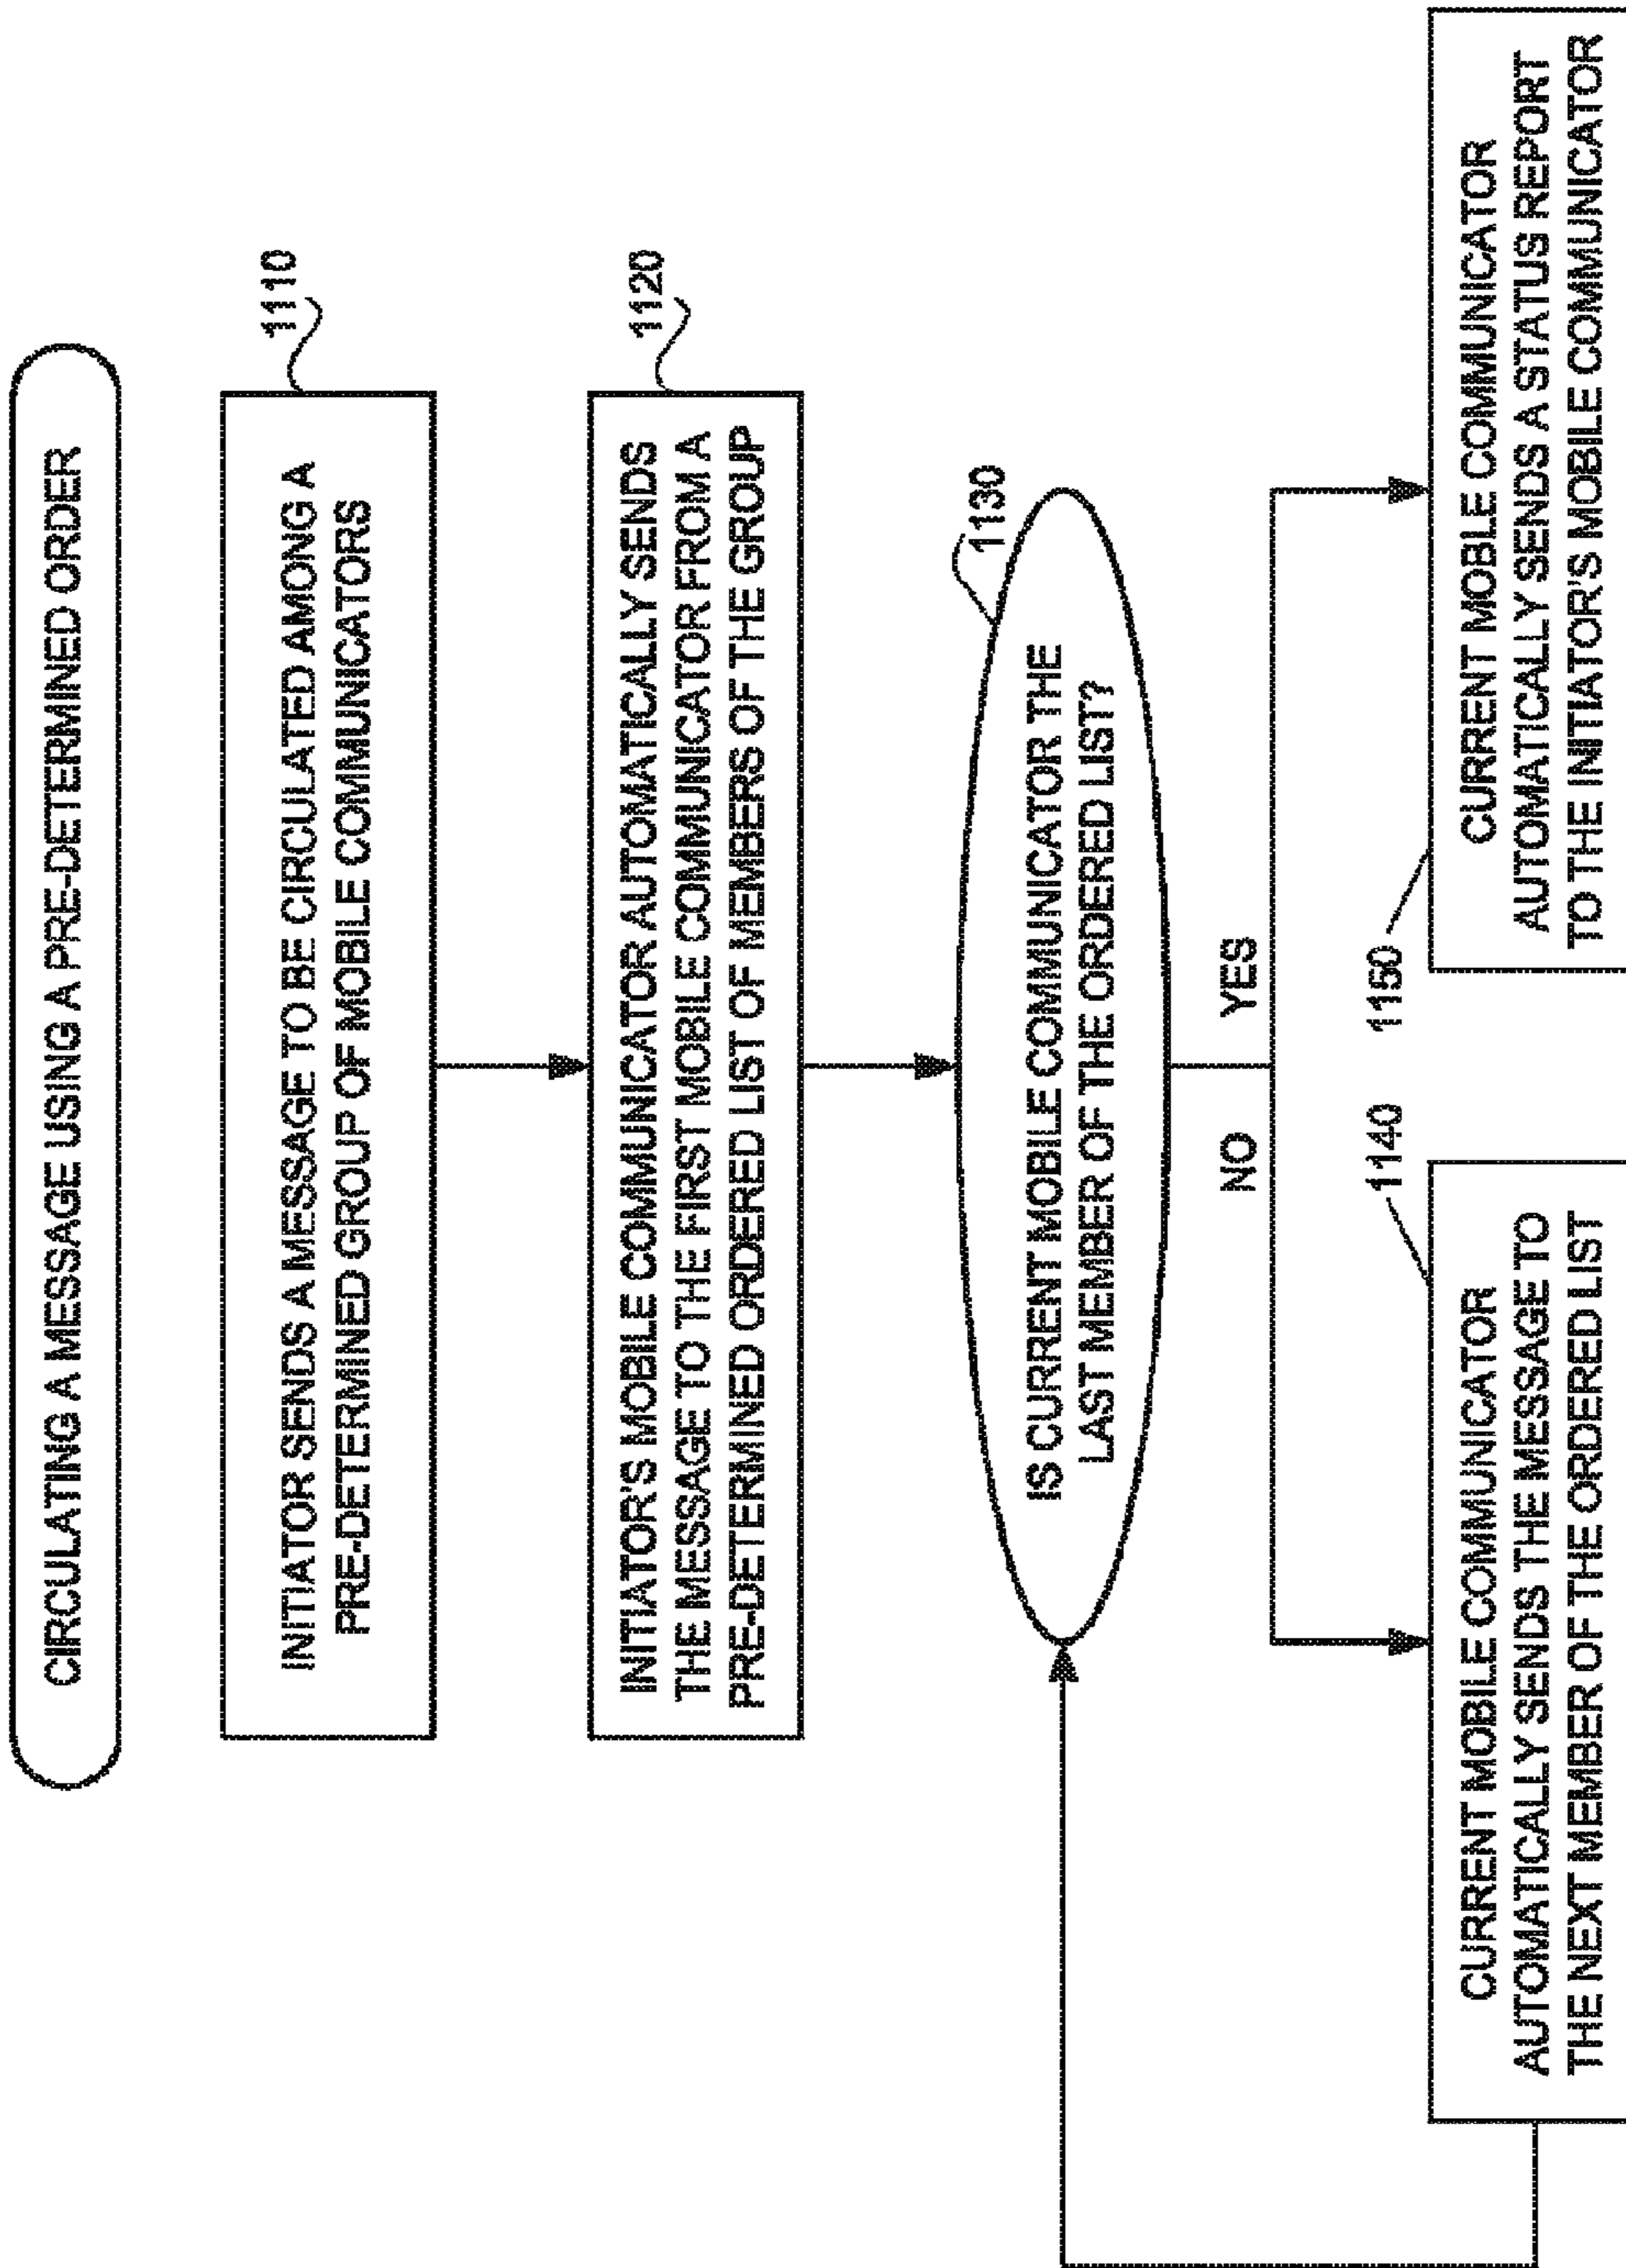 CIRCULATING A MESSAGE USING A PRE-DETERMINED ORDER
1110
INITIATOR SENDS A MESSAGE TO BE CIRCULATED AMONG A
PRE-DETERMINED GROUP OF MOBILE COMMUNICATORS
1120
INITIATOR'S MOBILE COMMUNICATOR AUTOMATICALLY SENDS
THE MESSAGE TO THE FIRST MOBILE COMMUNICATOR FROM A
PRE-DETERMINED ORDERED LIST OF MEMBERS OF THE GROUP
1130
IS CURRENT MOBILE COMMUNICATOR THE
LAST MEMBER OF THE ORDERED LIST?
NO
YES
1140
CURRENT MOBILE COMMUNICATOR
AUTOMATICALLY SENDS THE MESSAGE TO
THE NEXT MEMBER OF THE ORDERED LIST
1150
CURRENT MOBLE COMMUNICATOR
AUTOMATICALLY SENDS A STATUS REPORT
TO THE INITIATOR'S MOBILE COMMUNICATOR